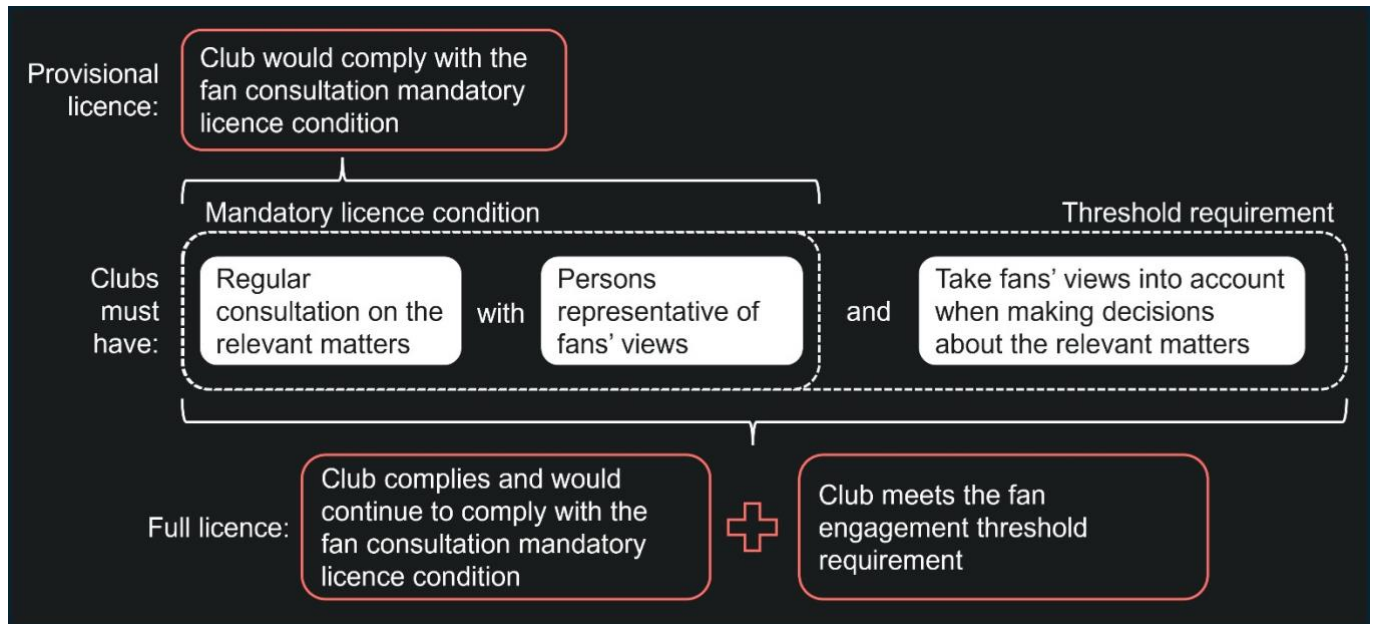 Provisional
licence:
Club would comply with the
fan consultation mandatory
licence condition
Mandatory licence condition
Threshold requirement
Clubs
must
have:
Regular
consultation on the
relevant matters
with
Persons
representative of
fans’ views
and
Take fans’ views into account
when making decisions
about the relevant matters
Full licence:
Club complies and would
continue to comply with the
fan consultation mandatory
licence condition
Club meets the fan
engagement threshold
requirement